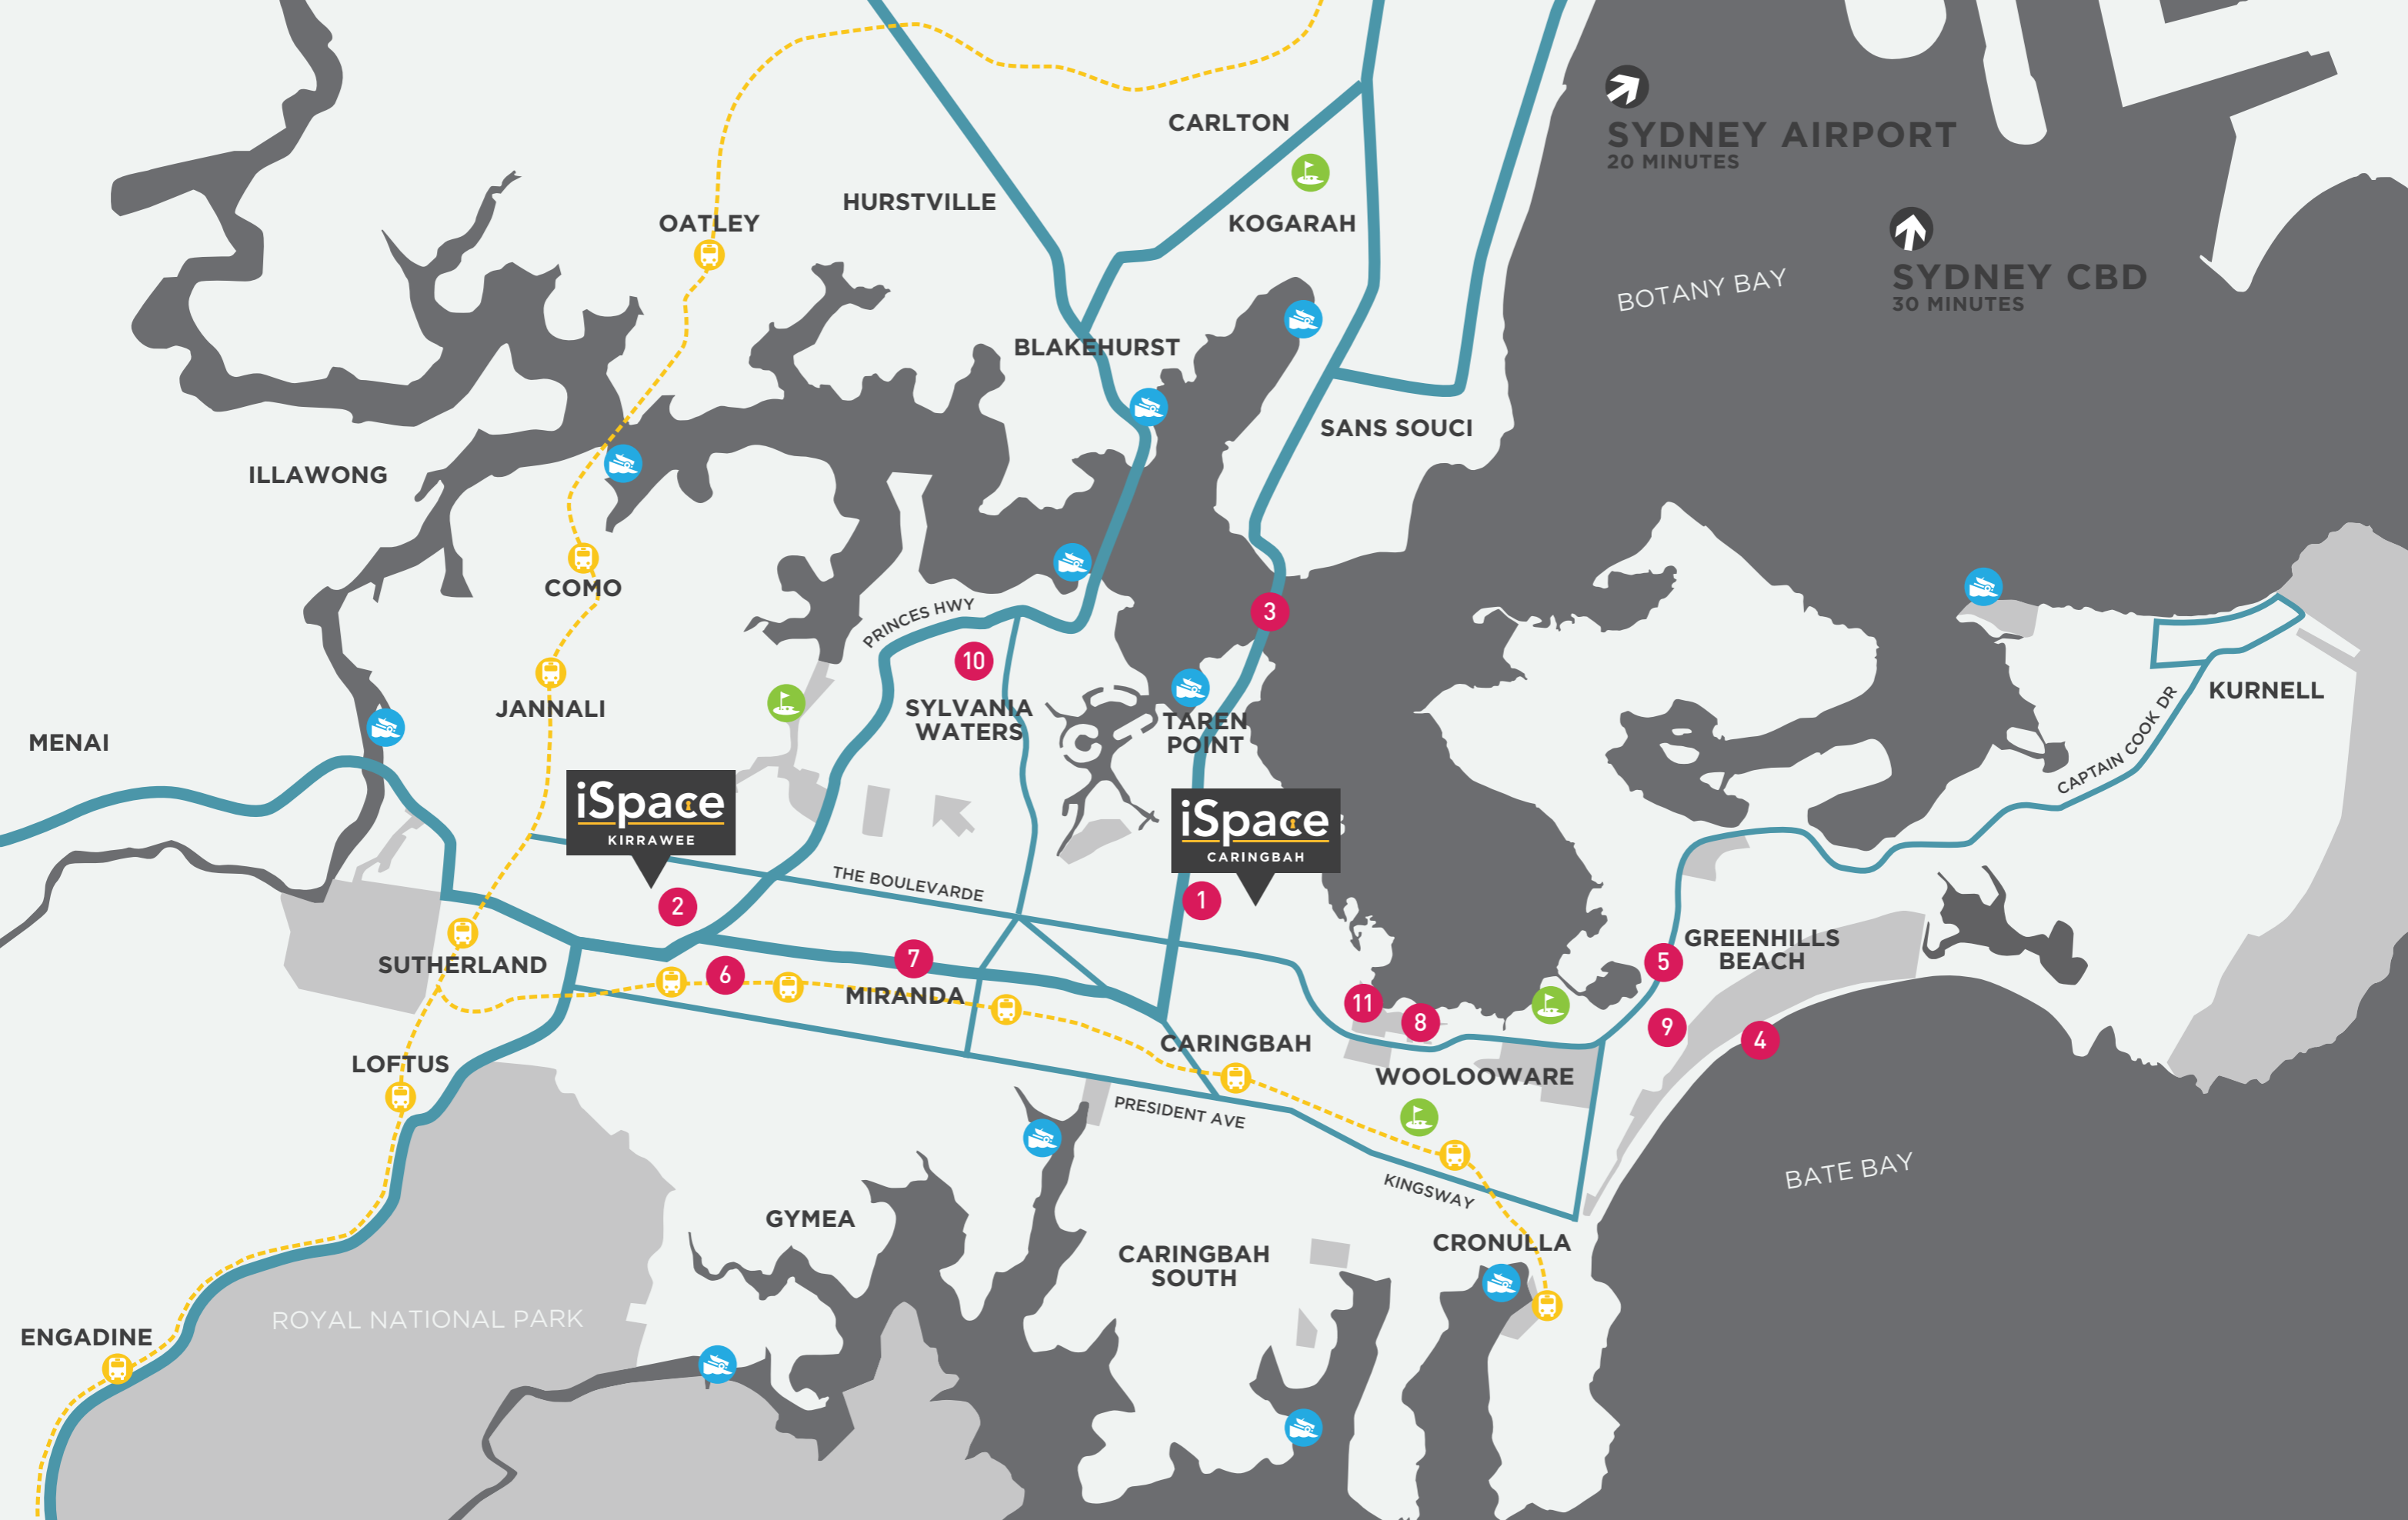 CARLTON
SYDNEY AIRPORT
20 MINUTES
HURSTVILLE
OATLEY
KOGARAH
BOTANY BAY
SYDNEY CBD
30 MINUTES
BLAKEHURST
SANS SOUCI
ILLAWONG
COMO
PRINCES HWY
3
10
JANNALI
SYLVANIA
WATERS
TAREN
POINT
KURNELL
CAPTAIN COOK DR
MENAI
iSpace
KIRRAWEE
iSpace
CARINGBAH
THE BOULEVARDE
2
1
SUTHERLAND
6
7
MIRANDA
5
GREENHILLS
BEACH
11
8
9
4
CARINGBAH
LOFTUS
WOOLOOWARE
PRESIDENT AVE
KINGSWAY
BATE BAY
GYMEA
CARINGBAH
SOUTH
CRONULLA
ROYAL NATIONAL PARK
ENGADINE